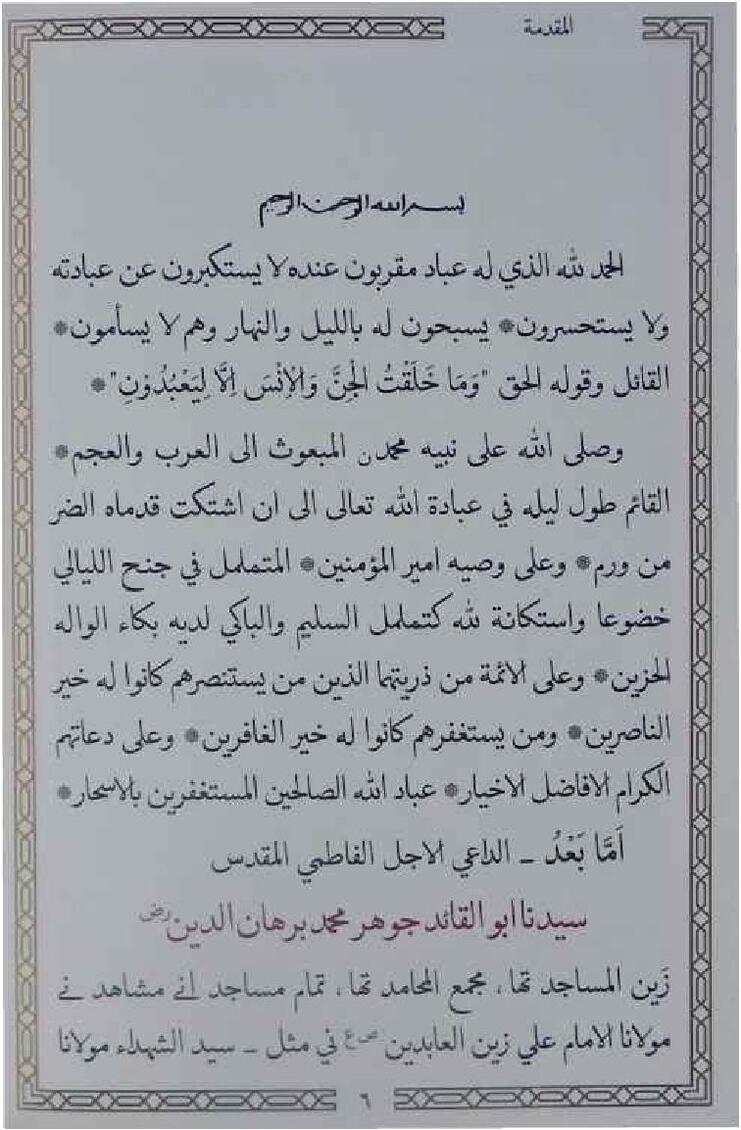 المقدمة
بسم الله الرحمن الرحيم
الحمد لله الذي له عباد مقربون عنده لا يستكبرون عن عبادته
ولا يستحسرون* يسبحون له بالليل والنهار وهم لا يسأمون*
القائل وقوله الحق "وَمَا خَلَقْتُ الْجِنَّ وَالْاِنْسَ اِلَّا لِيَعْبُدُوْنِ"*
وصلى الله على نبيه محمدن المبعوث الى العرب والعجم*
القائم طول ليله في عبادة الله تعالى الى ان اشتكت قدماه الضر
من ورم* وعلى وصيه امير المؤمنين* المتململ في جنح الليالي
خضوعا واستكانة لله كتململ السليم والباكي لديه بكاء الواله
الحزين* وعلى الائمة من ذريتهما الذين من يستنصرهم كانوا له خير
الناصرين* ومن يستغفرهم كانوا له خير الغافرين* وعلى دعاتهم
الكرام الافاضل الاخيار* عباد الله الصالحين المستغفرين بالاسحار*
اَمَّا بَعْدُ – الداعي الاجل الفاطمي المقدس
سيدنا ابو القائد جوهر محمد برهان الدين رض
زَين المساجد تھا، مجمع المحامد تھا، تمام مساجد انے مشاهد نے
مولانا الامام علي زين العابدين صع ني مثل – سيد الشهداء مولانا
٦